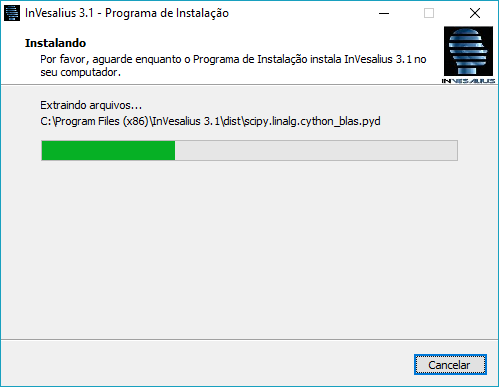 InVesalius 3.1 - Programa de Instalação
Instalando
Por favor, aguarde enquanto o Programa de Instalação instala InVesalius 3.1 no
seu computador.
INVESALIUS
Extraindo arquivos...
C:\Program Files (x86)\InVesalius 3.1\dist\scipy.linalg.cython_blas.pyd
Cancelar